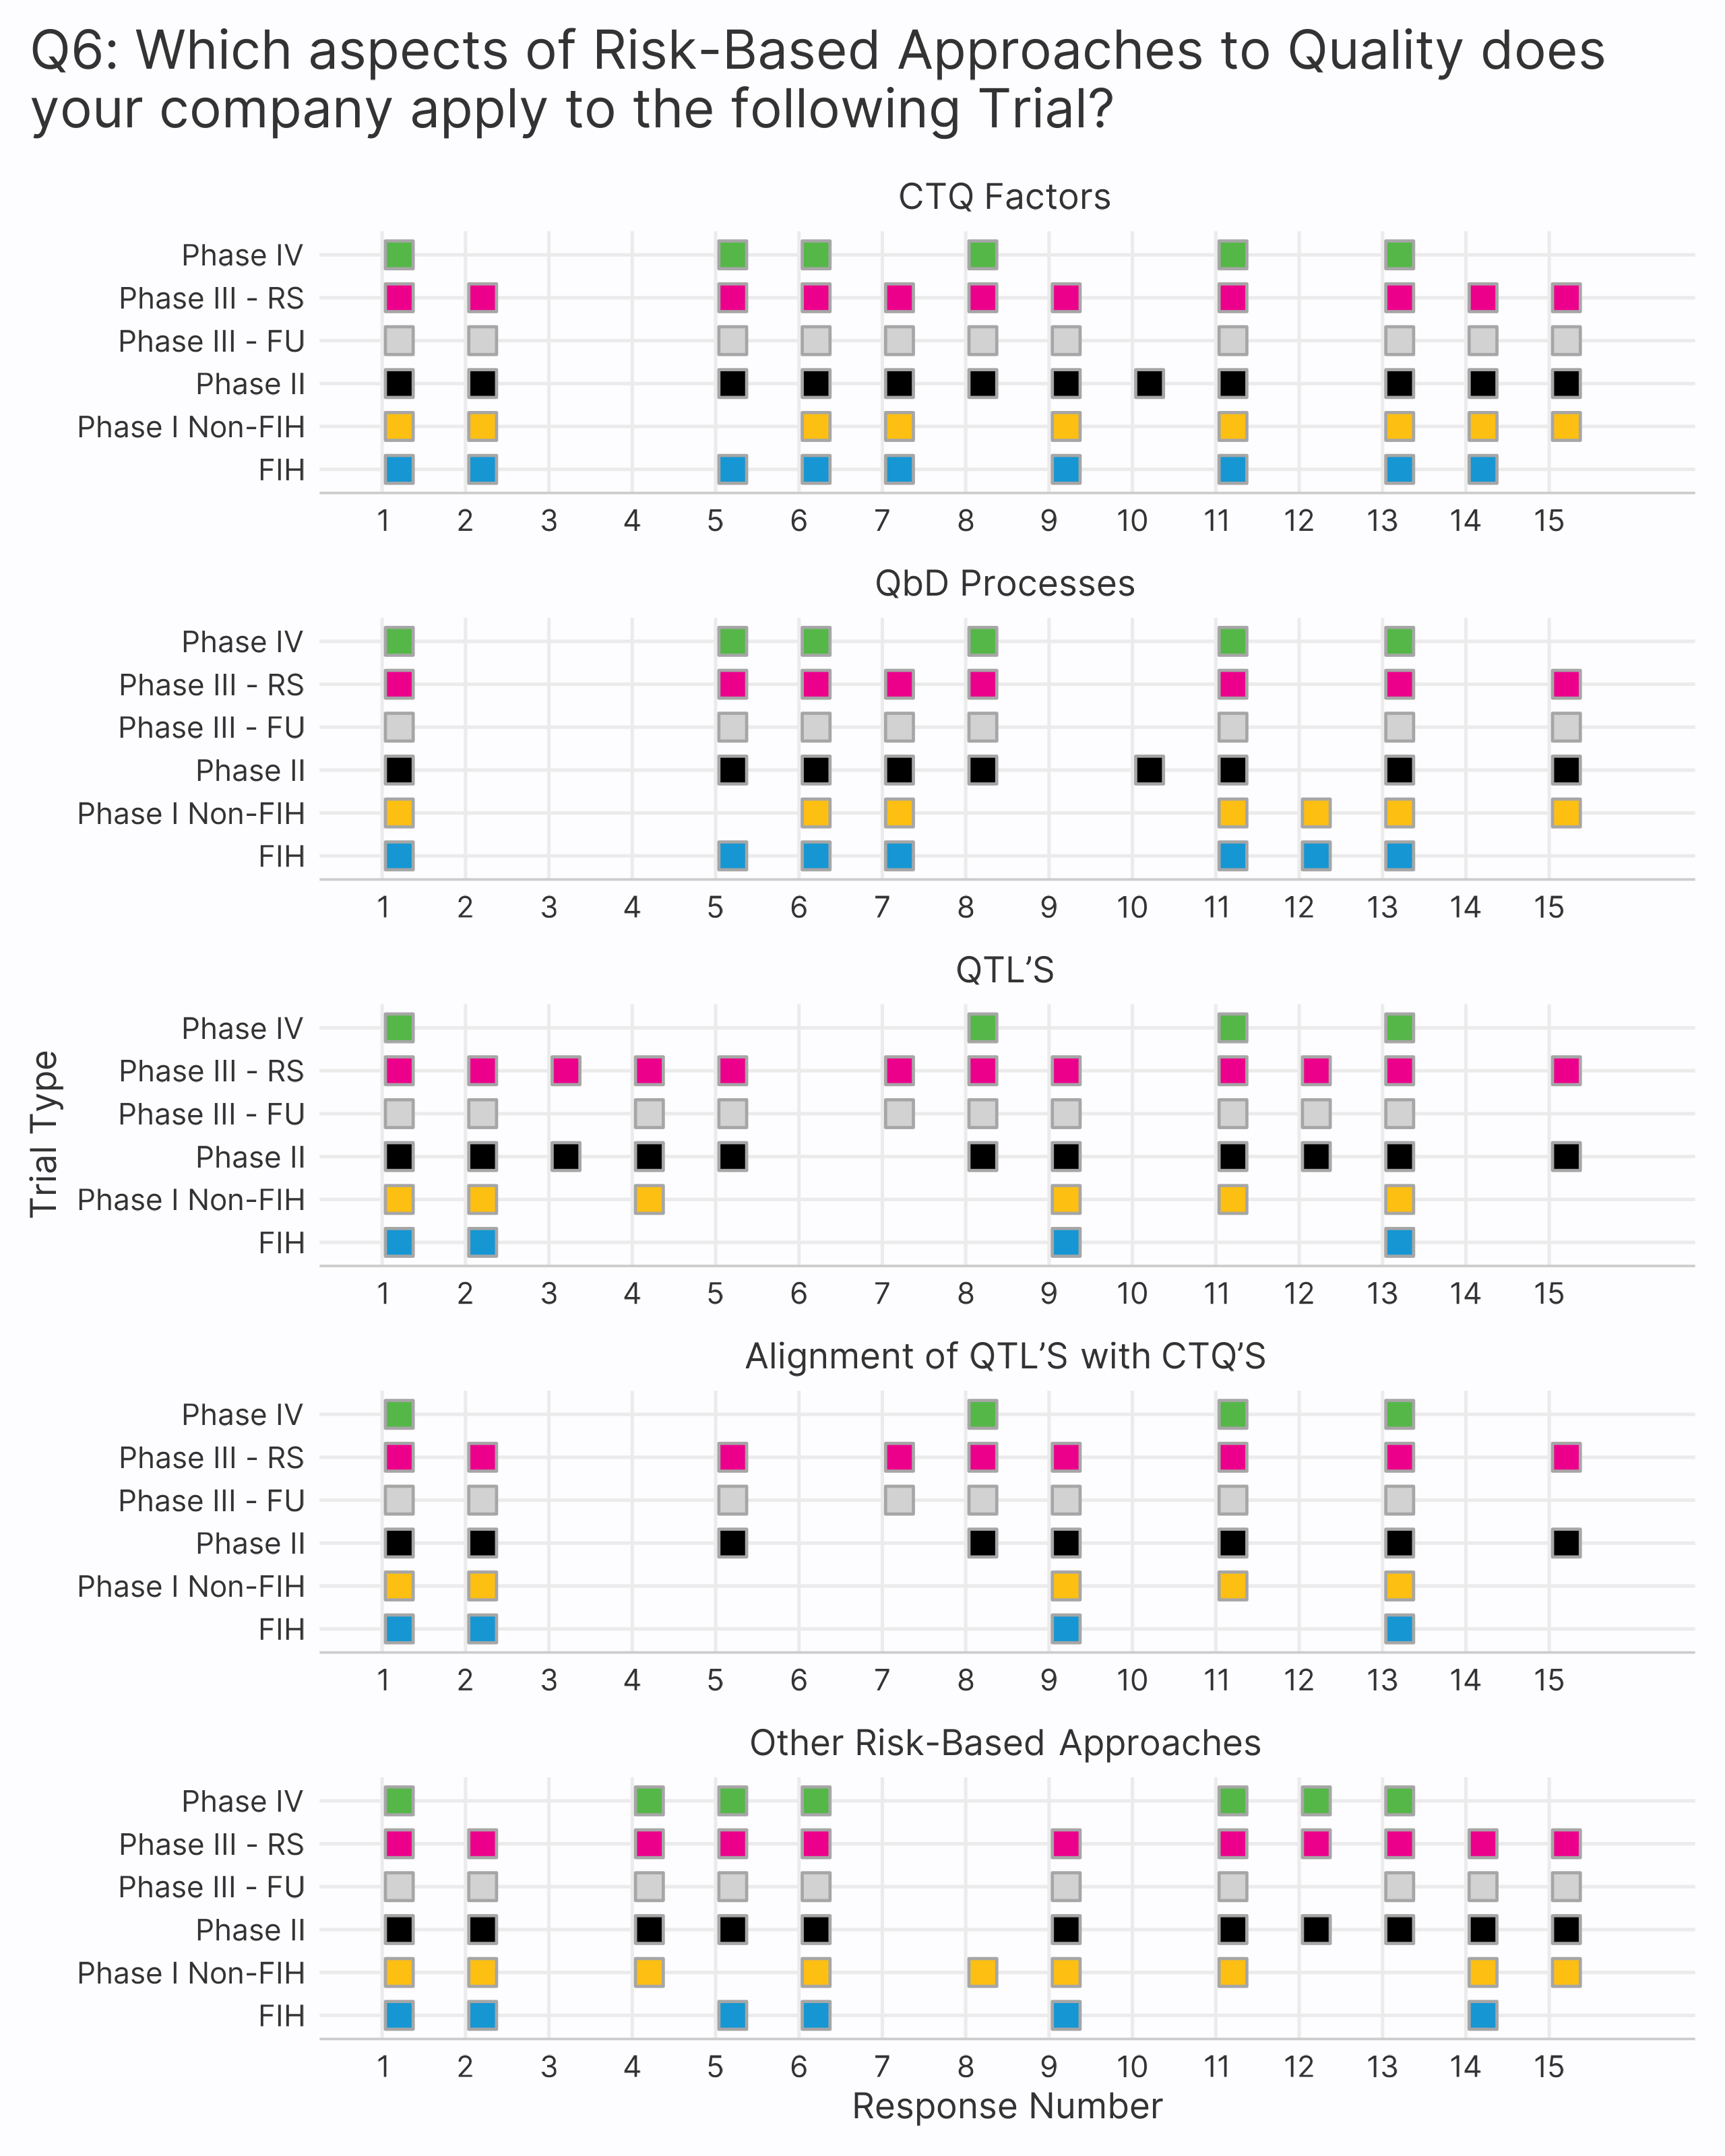 Q6: Which aspects of Risk-Based Approaches to Quality does
your company apply to the following Trial?
CTQ Factors
Phase IV
Phase III - RS
Phase III - FU
Phase II
Phase I Non-FIH
FIH
1 2 3 4 5 6 7 8 9 10 11 12 13 14 15
QbD Processes
Phase IV
Phase III - RS
Phase III - FU
Phase II
Phase I Non-FIH
FIH
1 2 3 4 5 6 7 8 9 10 11 12 13 14 15
QTL’S
Trial Type
Phase IV
Phase III - RS
Phase III - FU
Phase II
Phase I Non-FIH
FIH
1 2 3 4 5 6 7 8 9 10 11 12 13 14 15
Alignment of QTL’S with CTQ’S
Phase IV
Phase III - RS
Phase III - FU
Phase II
Phase I Non-FIH
FIH
1 2 3 4 5 6 7 8 9 10 11 12 13 14 15
Other Risk-Based Approaches
Phase IV
Phase III - RS
Phase III - FU
Phase II
Phase I Non-FIH
FIH
1 2 3 4 5 6 7 8 9 10 11 12 13 14 15
Response Number